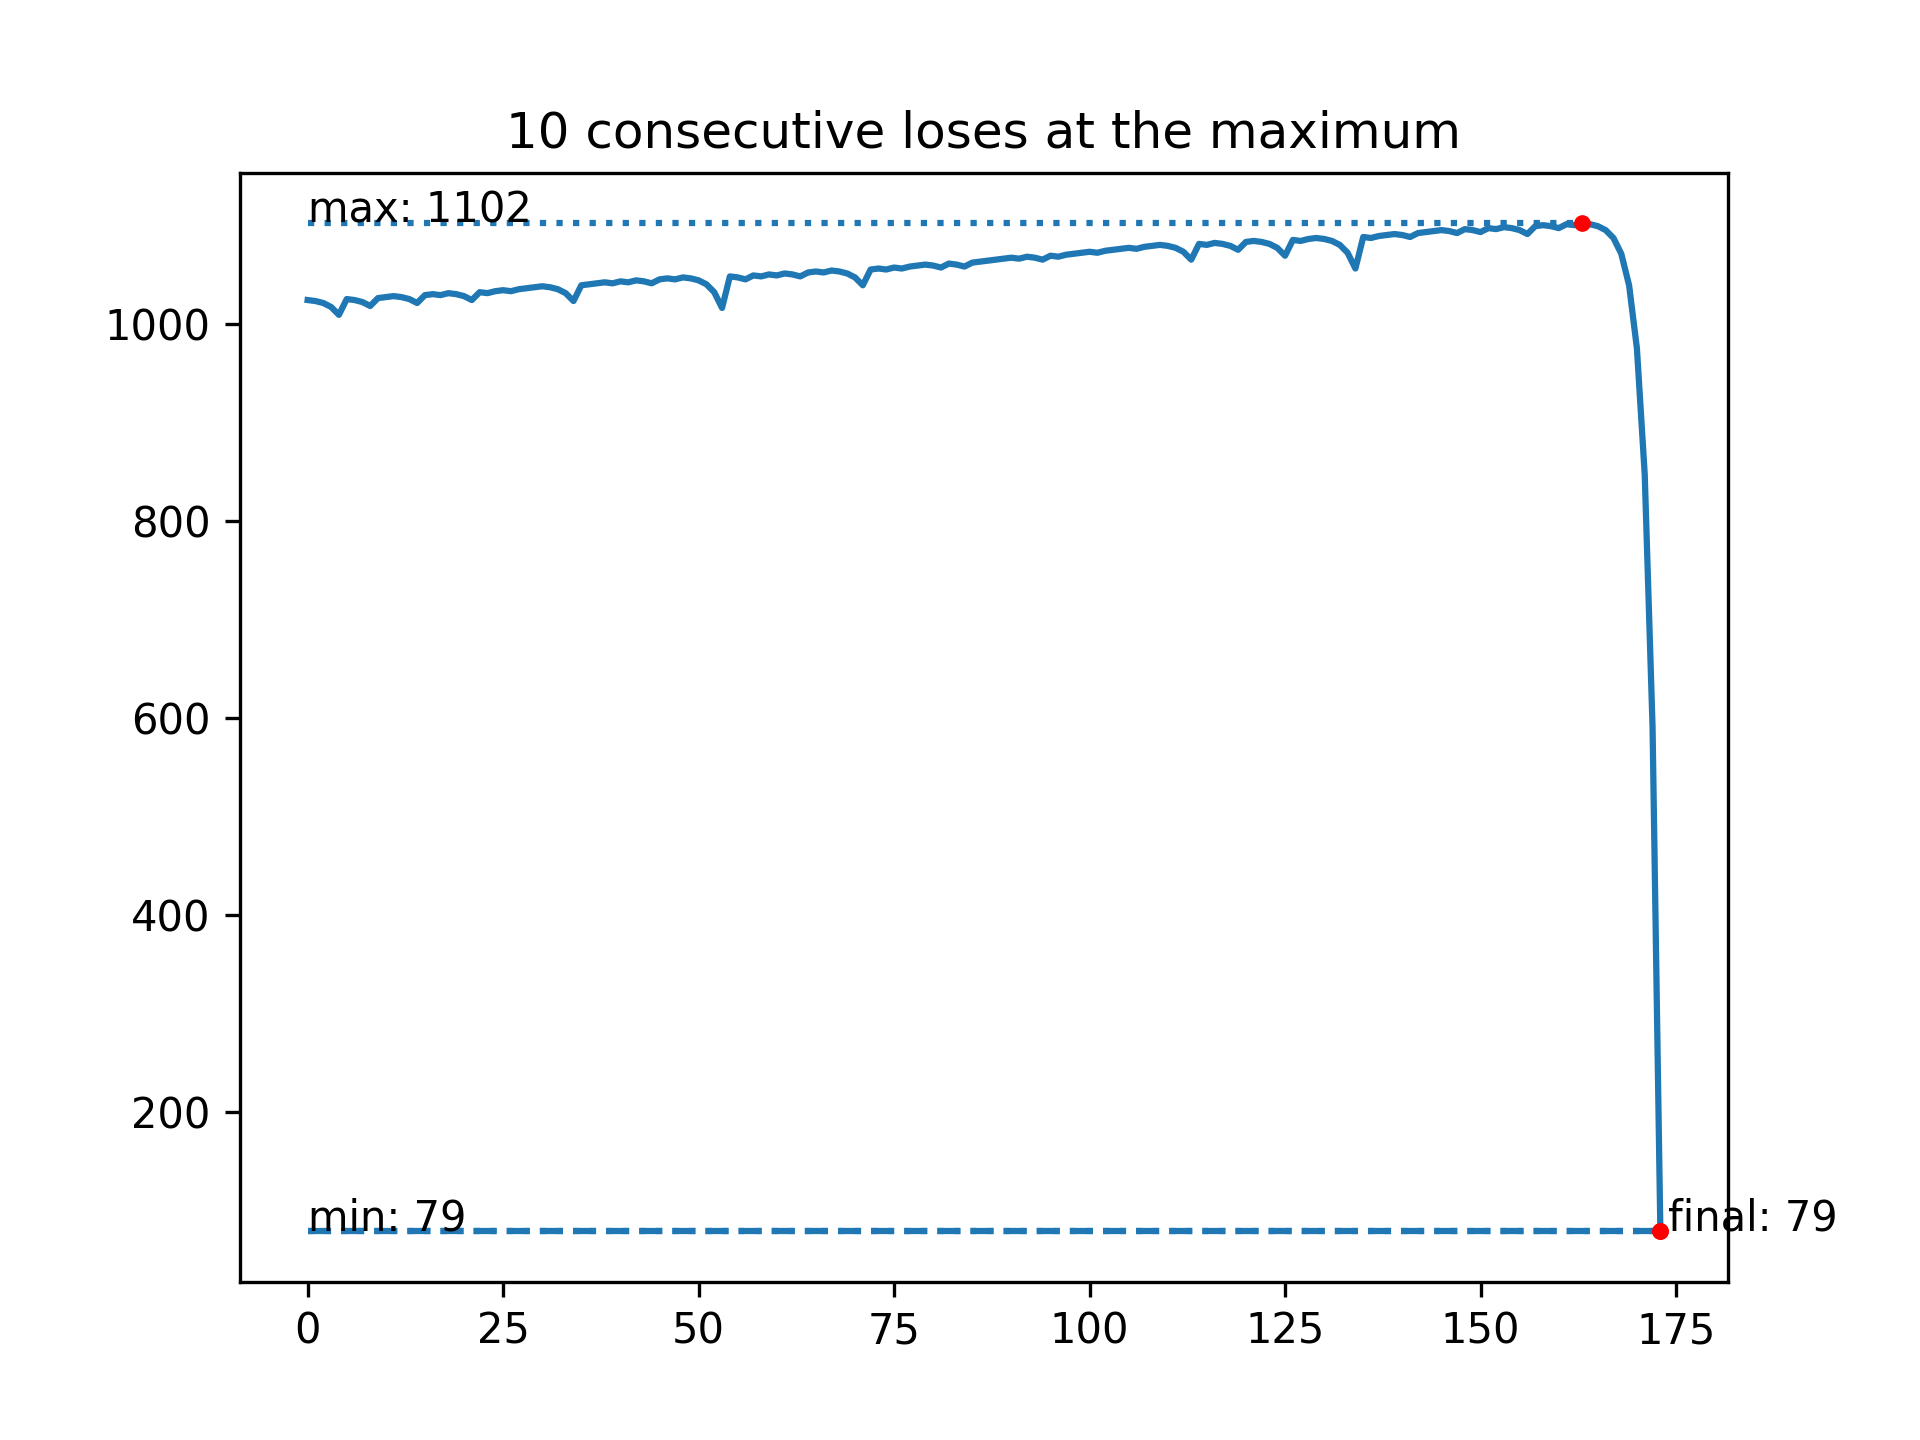 10 consecutive loses at the maximum
max: 1102
1000
800
600
400
200
min: 79
final: 79
0 25 50 75 100 125 150 175